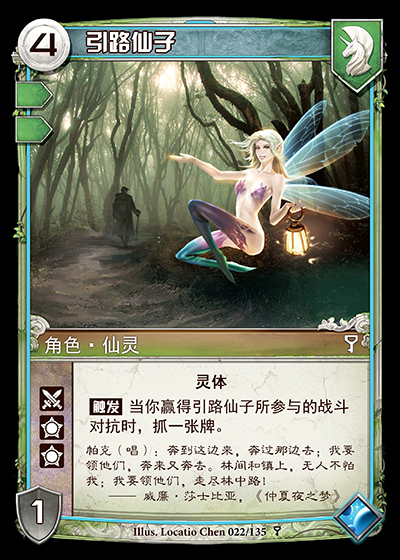 4 引路仙子
角色·仙灵
灵体
触发 当你赢得引路仙子所参与的战斗
对抗时,抓一张牌。
帕克(唱):奔到这边来,奔过那边去;我要
领他们,奔来又奔去。林间和镇上,无人不怕
我;我要领他们,走尽林中路!
—— 威廉·莎士比亚,《仲夏夜之梦》
1
Illus. Locatio Chen 022/135